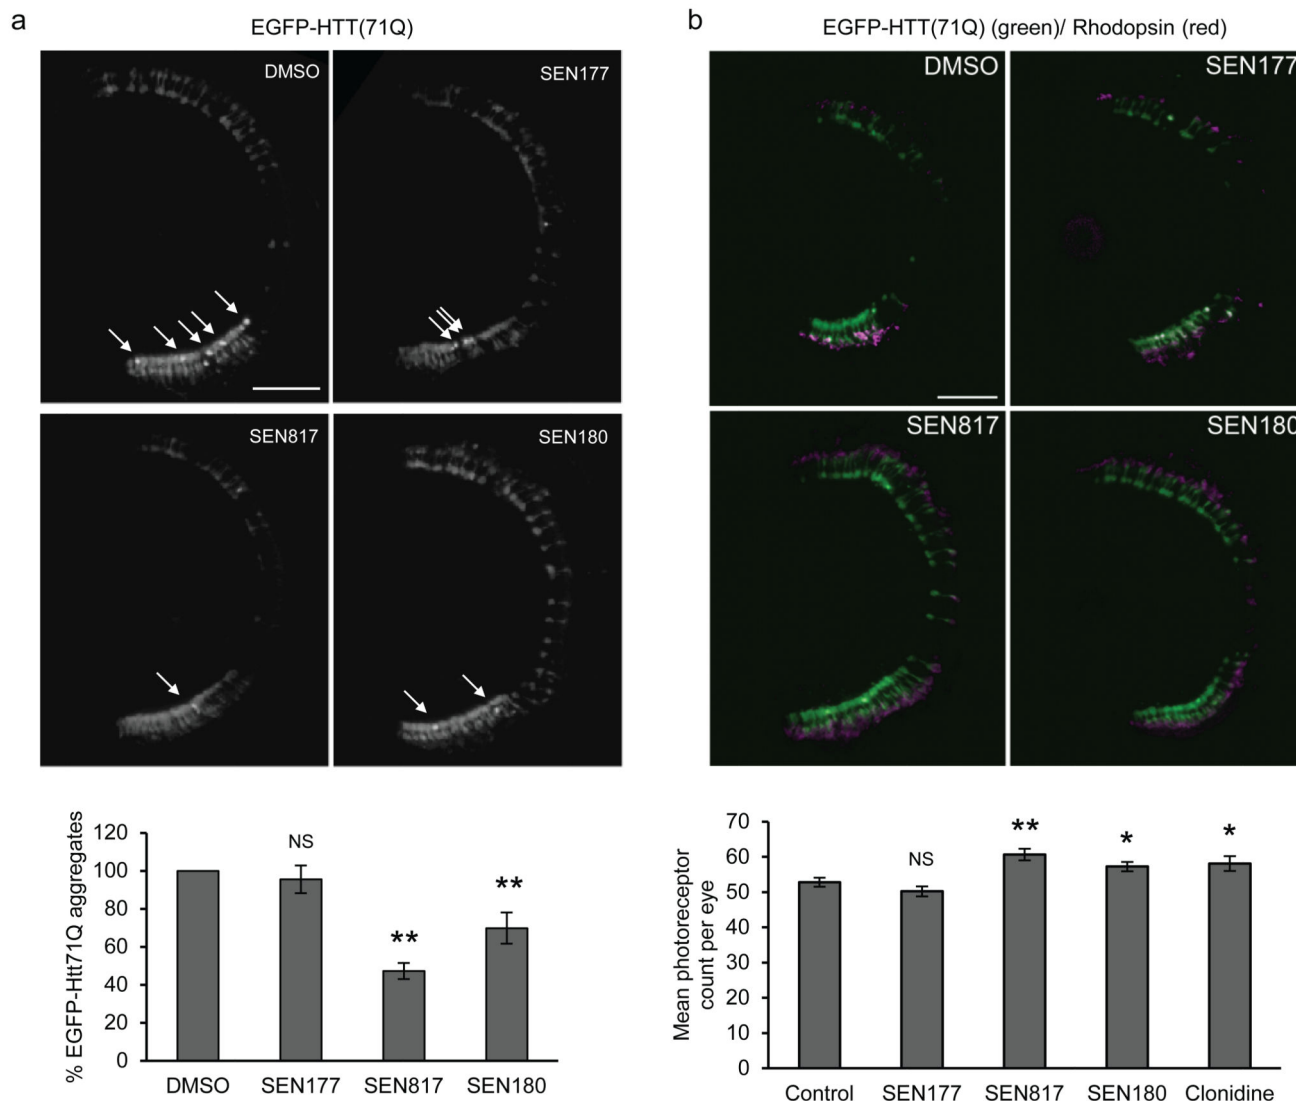 a
EGFP-HTT(71Q)
DMSO
SEN177
SEN817
SEN180
% EGFP-Htt71Q aggregates
120
100
80
60
40
20
0
NS
**
**
DMSO
SEN177
SEN817
SEN180
b
EGFP-HTT(71Q) (green)/ Rhodopsin (red)
DMSO
SEN177
SEN817
SEN180
Mean photoreceptor
count per eye
70
60
50
40
30
20
10
0
NS
**
*
*
Control
SEN177
SEN817
SEN180
Clonidine